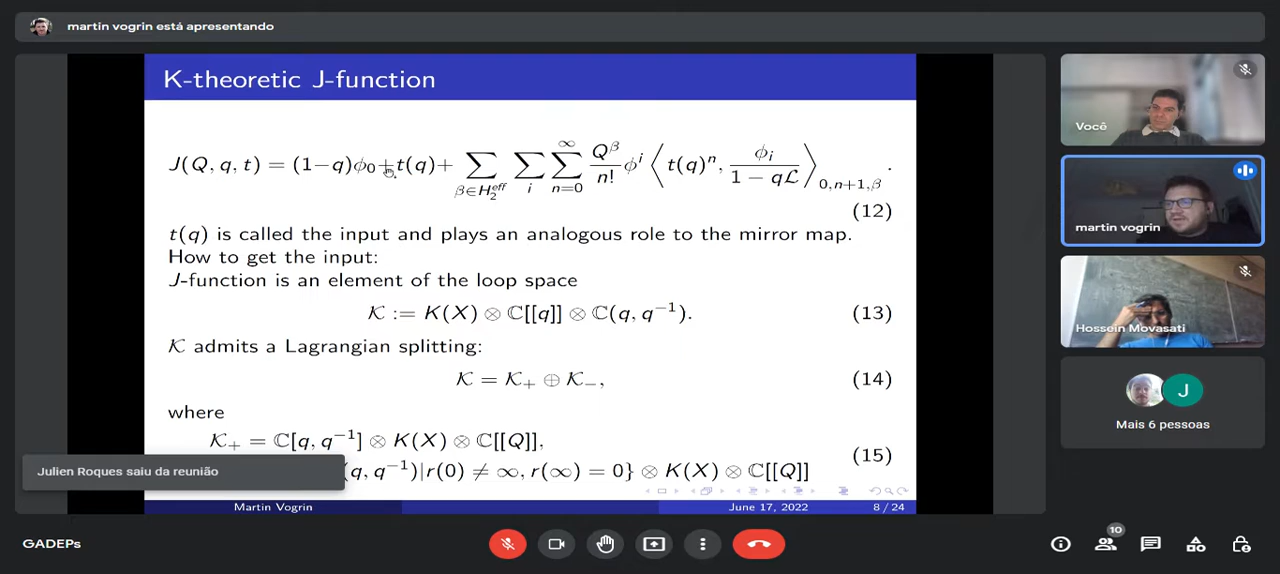 martin vogrin está apresentando
K-theoretic J-function
J(Q, q, t) = (1−q)ϕ₀+t(q)+ ∑_{β∈H₂^{eff}} ∑_i ∑_{n=0}^{∞} Q^β/n! ϕ^i ⟨ t(q)^n, ϕ_i/(1 − qℒ) ⟩_{0,n+1,β} .
(12)
t(q) is called the input and plays an analogous role to the mirror map.
How to get the input:
J-function is an element of the loop space
𝒦 := K(X) ⊗ ℂ[[q]] ⊗ ℂ(q, q⁻¹). (13)
𝒦 admits a Lagrangian splitting:
𝒦 = 𝒦₊ ⊕ 𝒦₋, (14)
where
𝒦₊ = ℂ[q, q⁻¹] ⊗ K(X) ⊗ ℂ[[Q]],
(q, q⁻¹)|r(0) ≠ ∞, r(∞) = 0} ⊗ K(X) ⊗ ℂ[[Q]] (15)
Julien Roques saiu da reunião
Martin Vogrin June 17, 2022 8 / 24
Você
martin vogrin
Hossein Movasati
J
Mais 6 pessoas
GADEPs
10